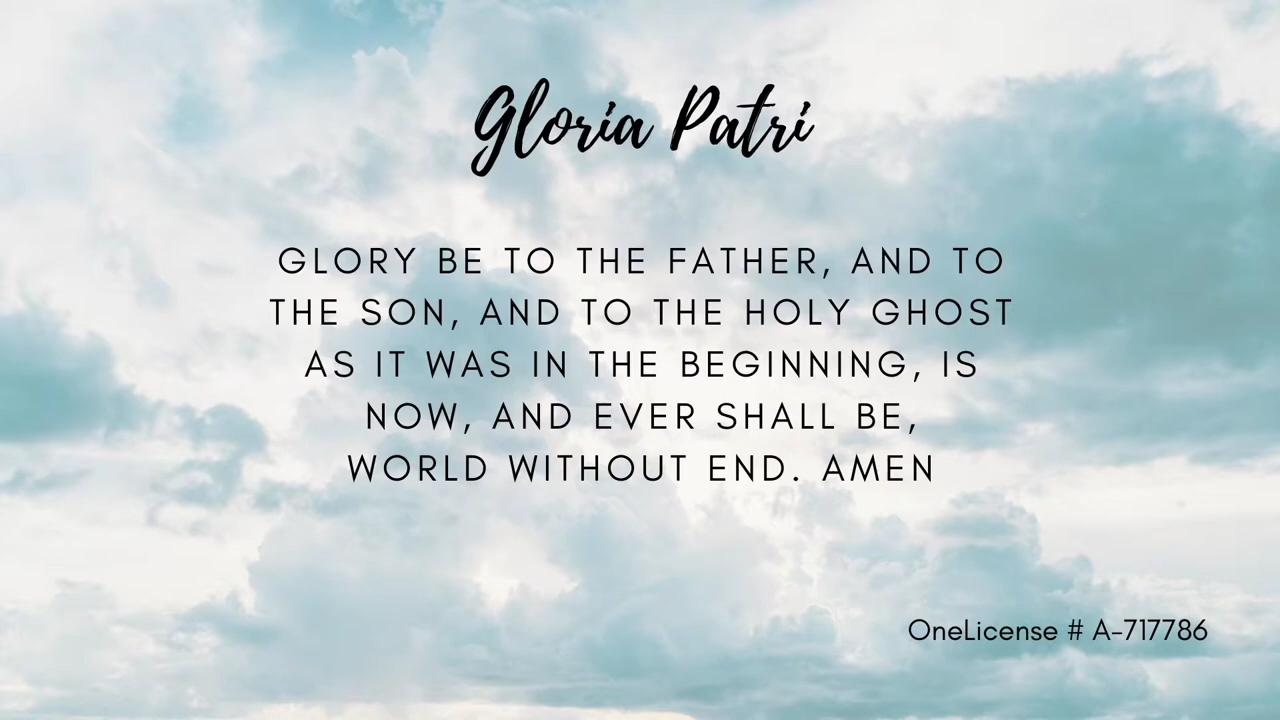 Gloria Patri
GLORY BE TO THE FATHER, AND TO
THE SON, AND TO THE HOLY GHOST
AS IT WAS IN THE BEGINNING, IS
NOW, AND EVER SHALL BE,
WORLD WITHOUT END. AMEN
OneLicense # A-717786